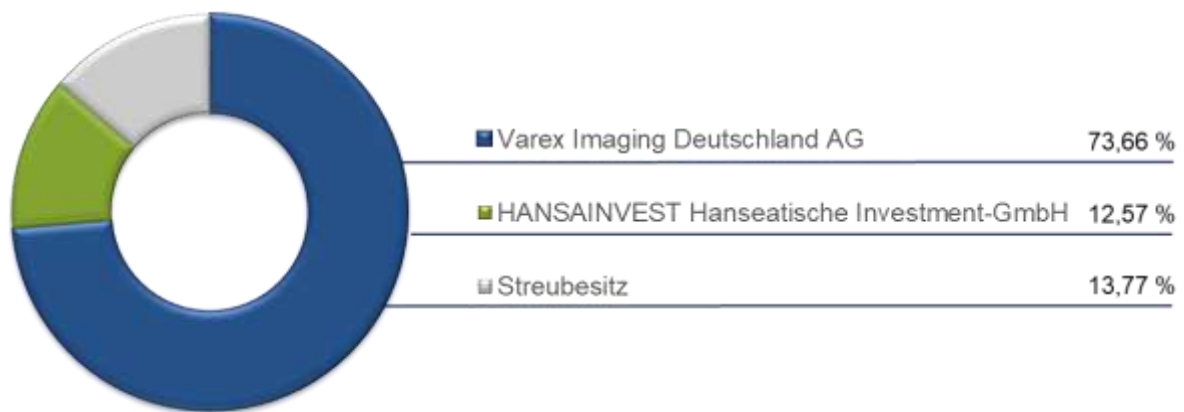 Varex Imaging Deutschland AG 73,66 %
HANSAINVEST Hanseatische Investment-GmbH 12,57 %
Streubesitz 13,77 %